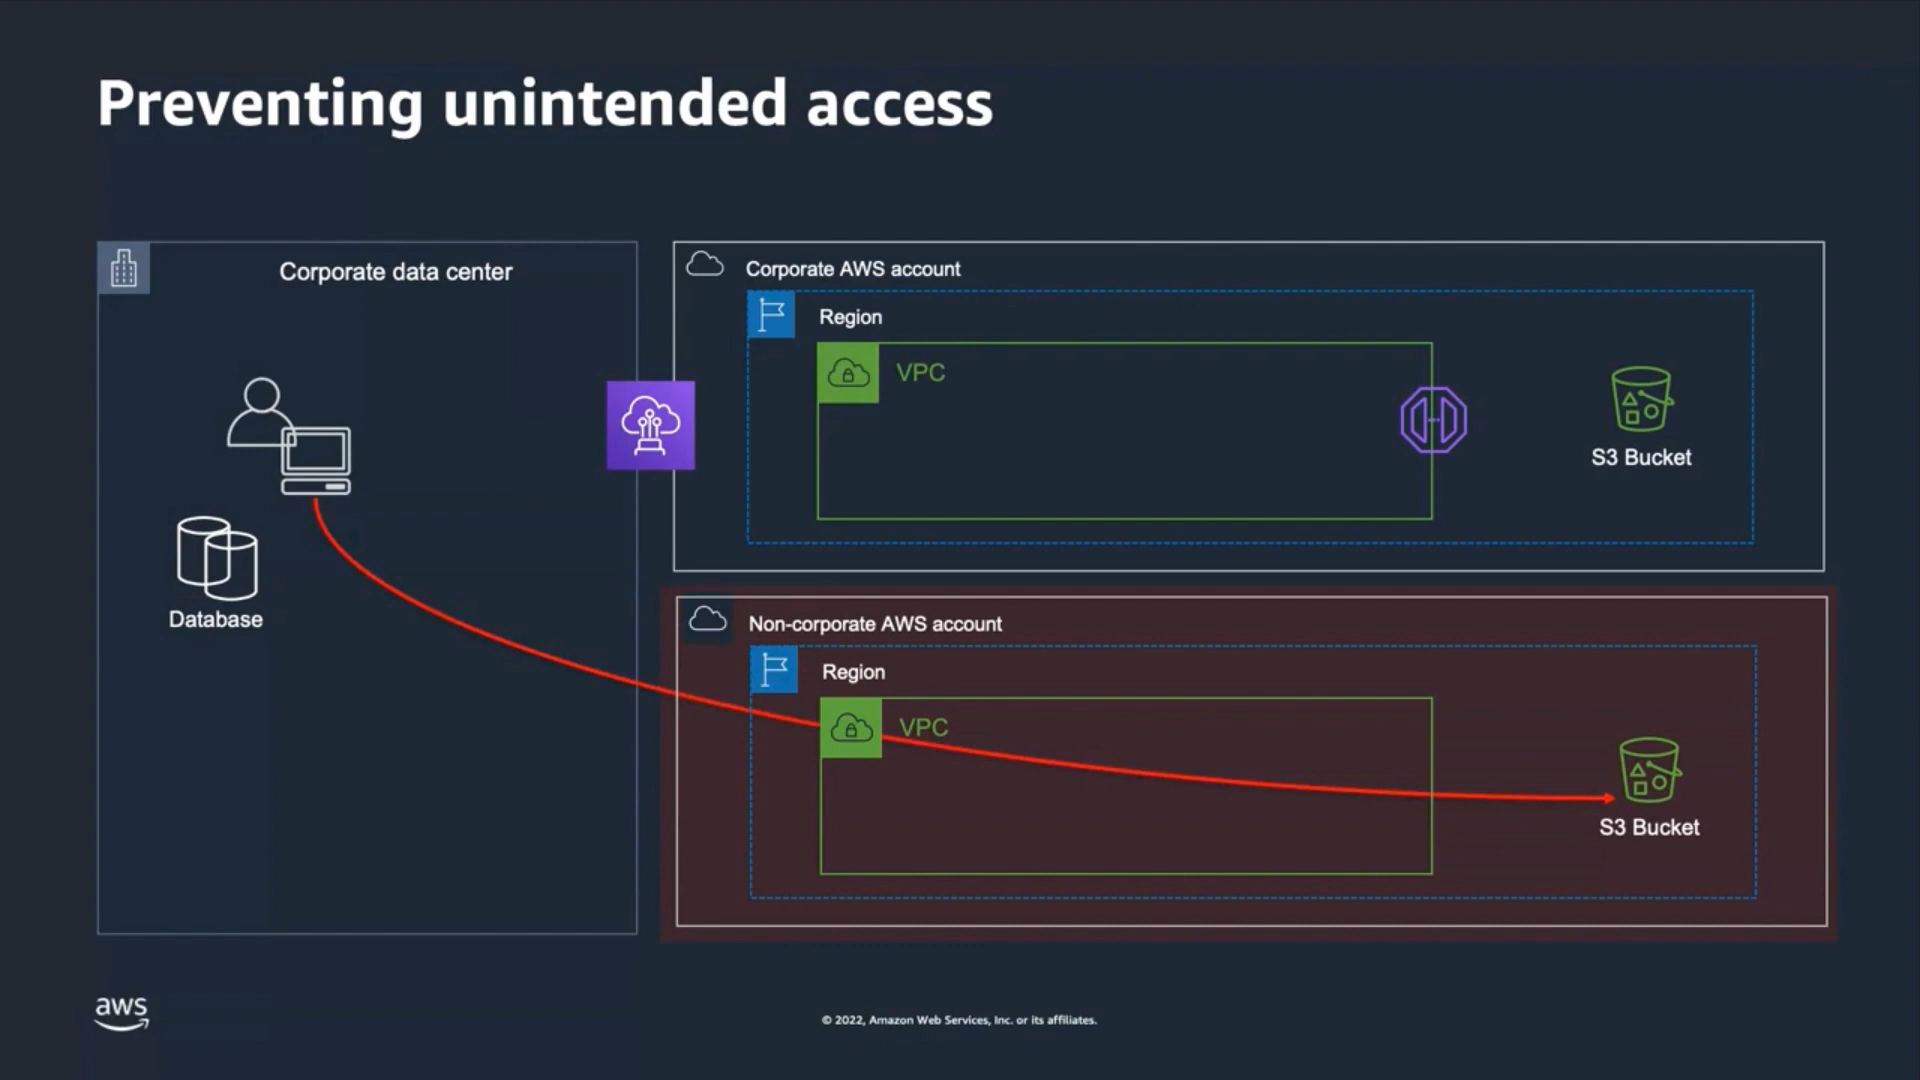 Preventing unintended access
Corporate data center
Database
Corporate AWS account
Region
VPC
S3 Bucket
Non-corporate AWS account
Region
VPC
S3 Bucket
aws
© 2022, Amazon Web Services, Inc. or its affiliates.